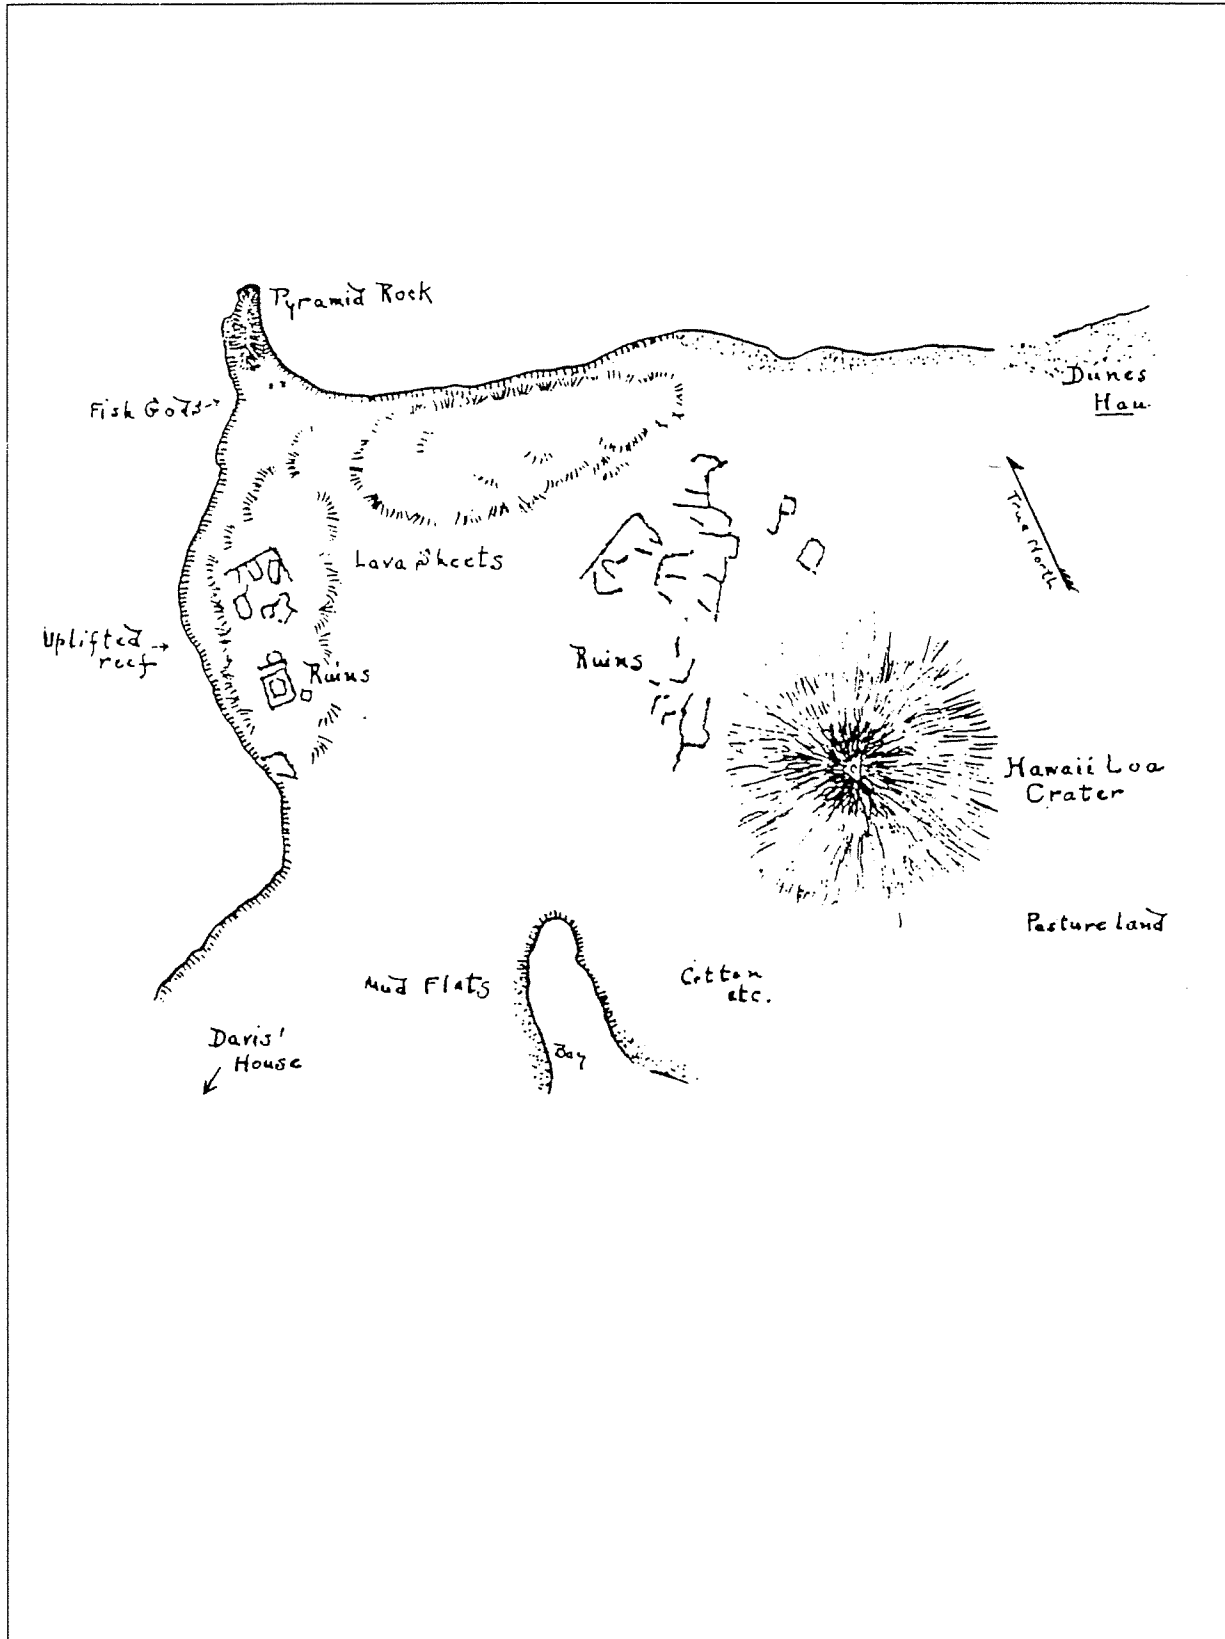 Pyramid Rock
Dunes
Hau
Fish Gods
True North
Lava Sheets
Uplifted
reef
Ruins
Ruins
Hawaii Loa
Crater
Pasture land
Mud Flats
Cotton
etc.
Davis'
House
Bay